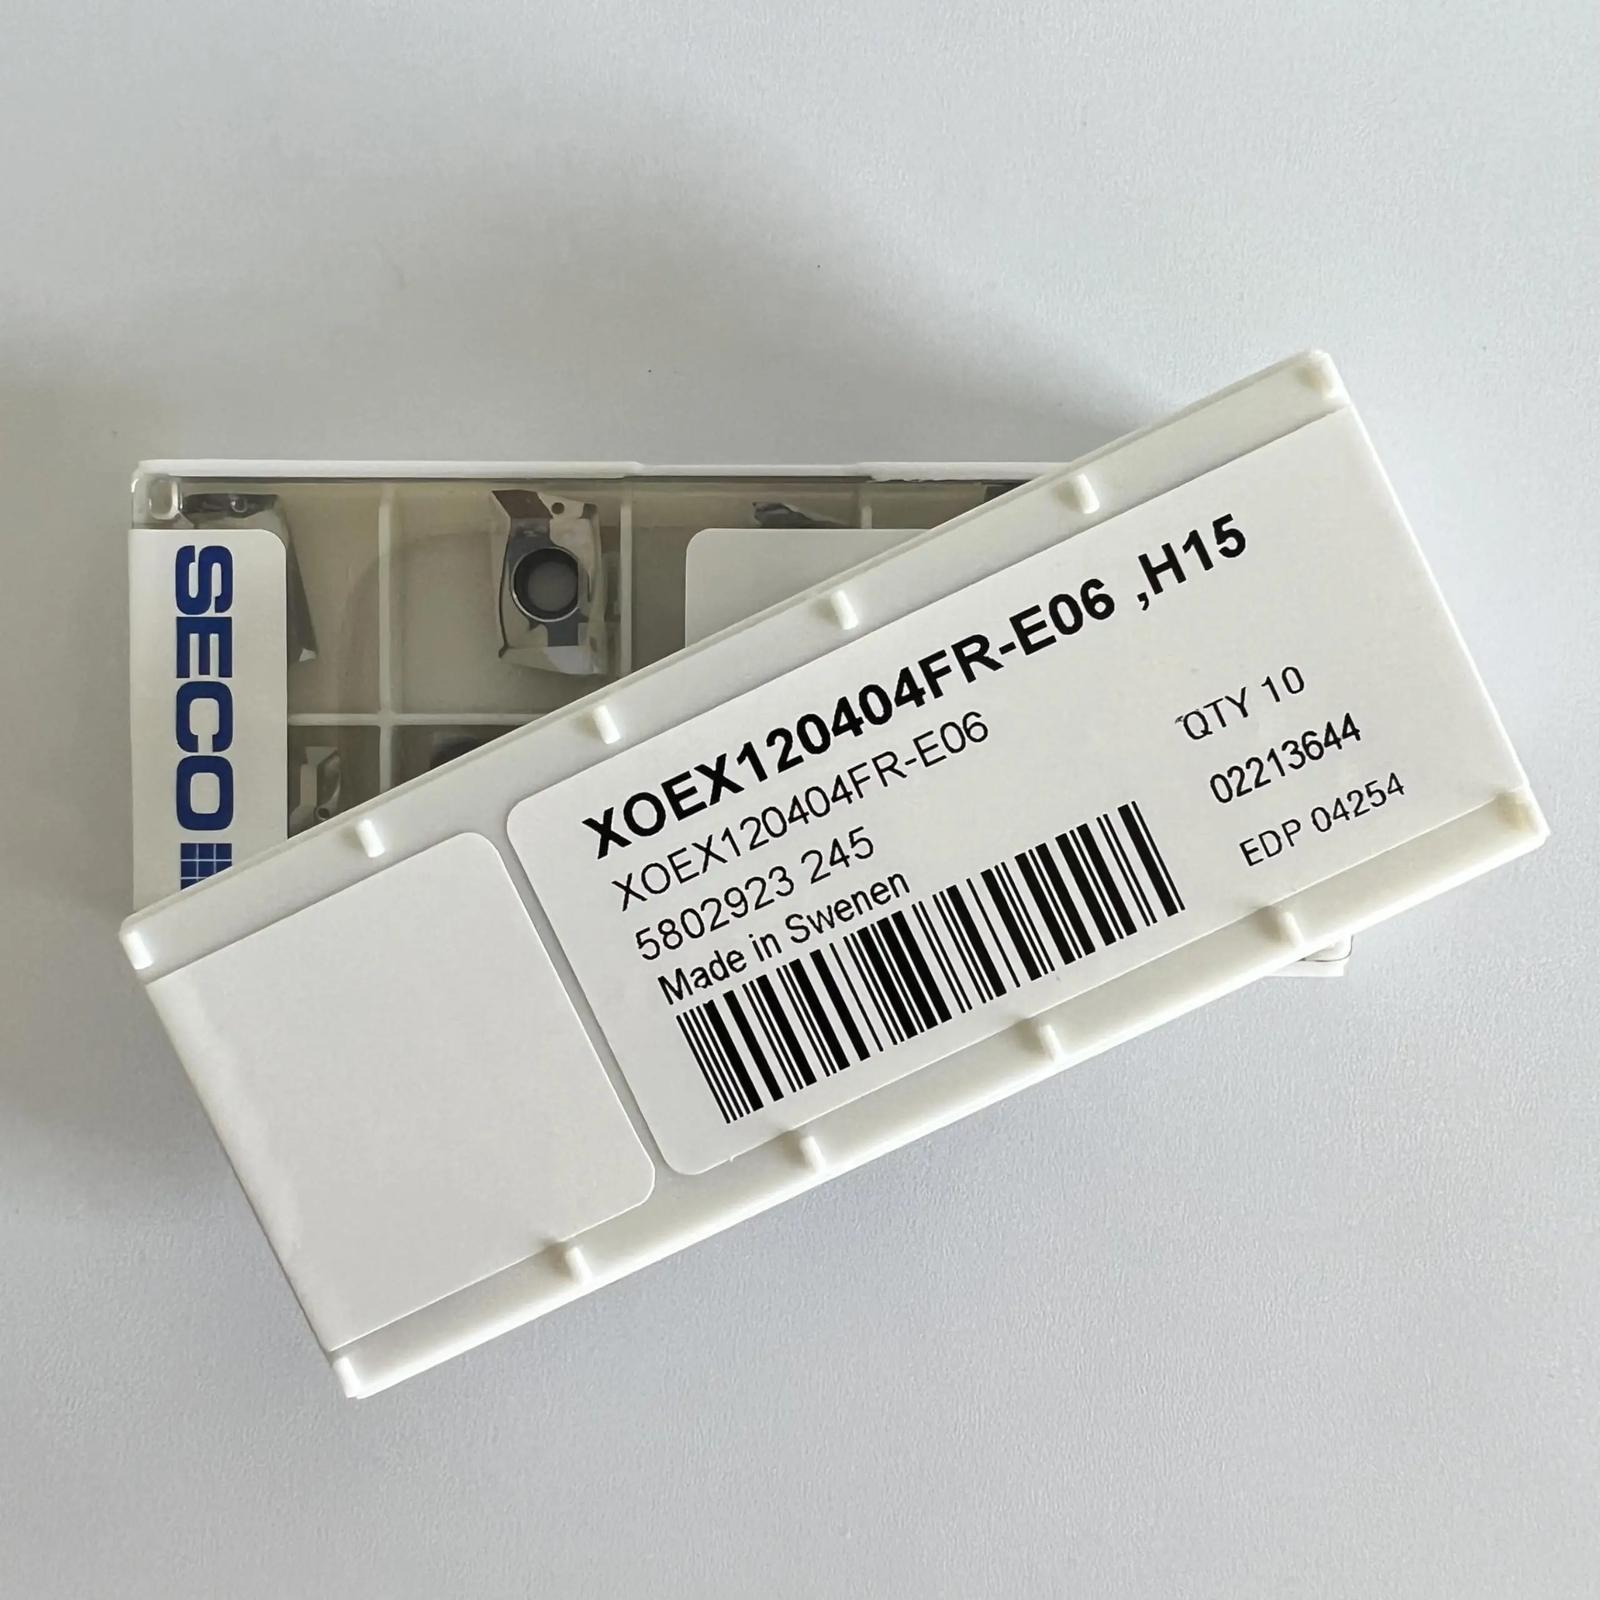 SECO
XOEX120404FR-E06 ,H15
XOEX120404FR-E06
5802923 245
Made in Swenen
QTY 10
02213644
EDP 04254